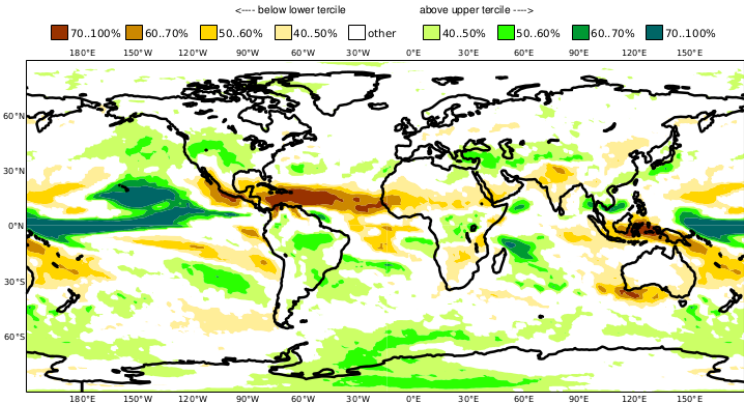 <---- below lower tercile above upper tercile ---->
70..100% 60..70% 50..60% 40..50% other 40..50% 50..60% 60..70% 70..100%
180°E 150°W 120°W 90°W 60°W 30°W 0°E 30°E 60°E 90°E 120°E 150°E
60°N
30°N
0°N
30°S
60°S
180°E 150°W 120°W 90°W 60°W 30°W 0°E 30°E 60°E 90°E 120°E 150°E